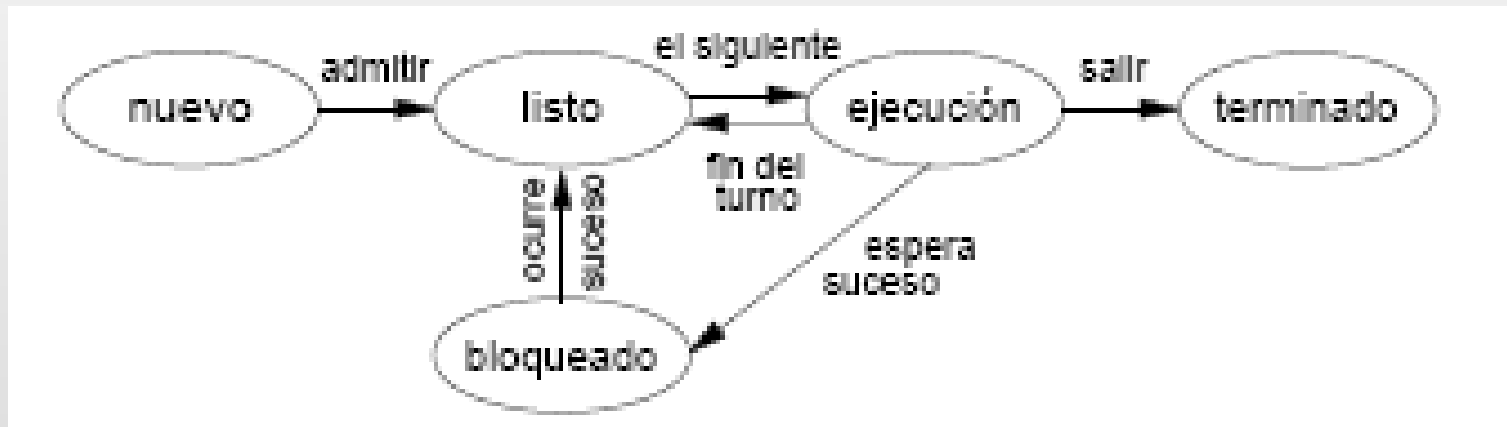 admitir
el siguiente
salir
nuevo
listo
ejecución
terminado
fin del
turno
ocurre
suceso
espera
suceso
bloqueado